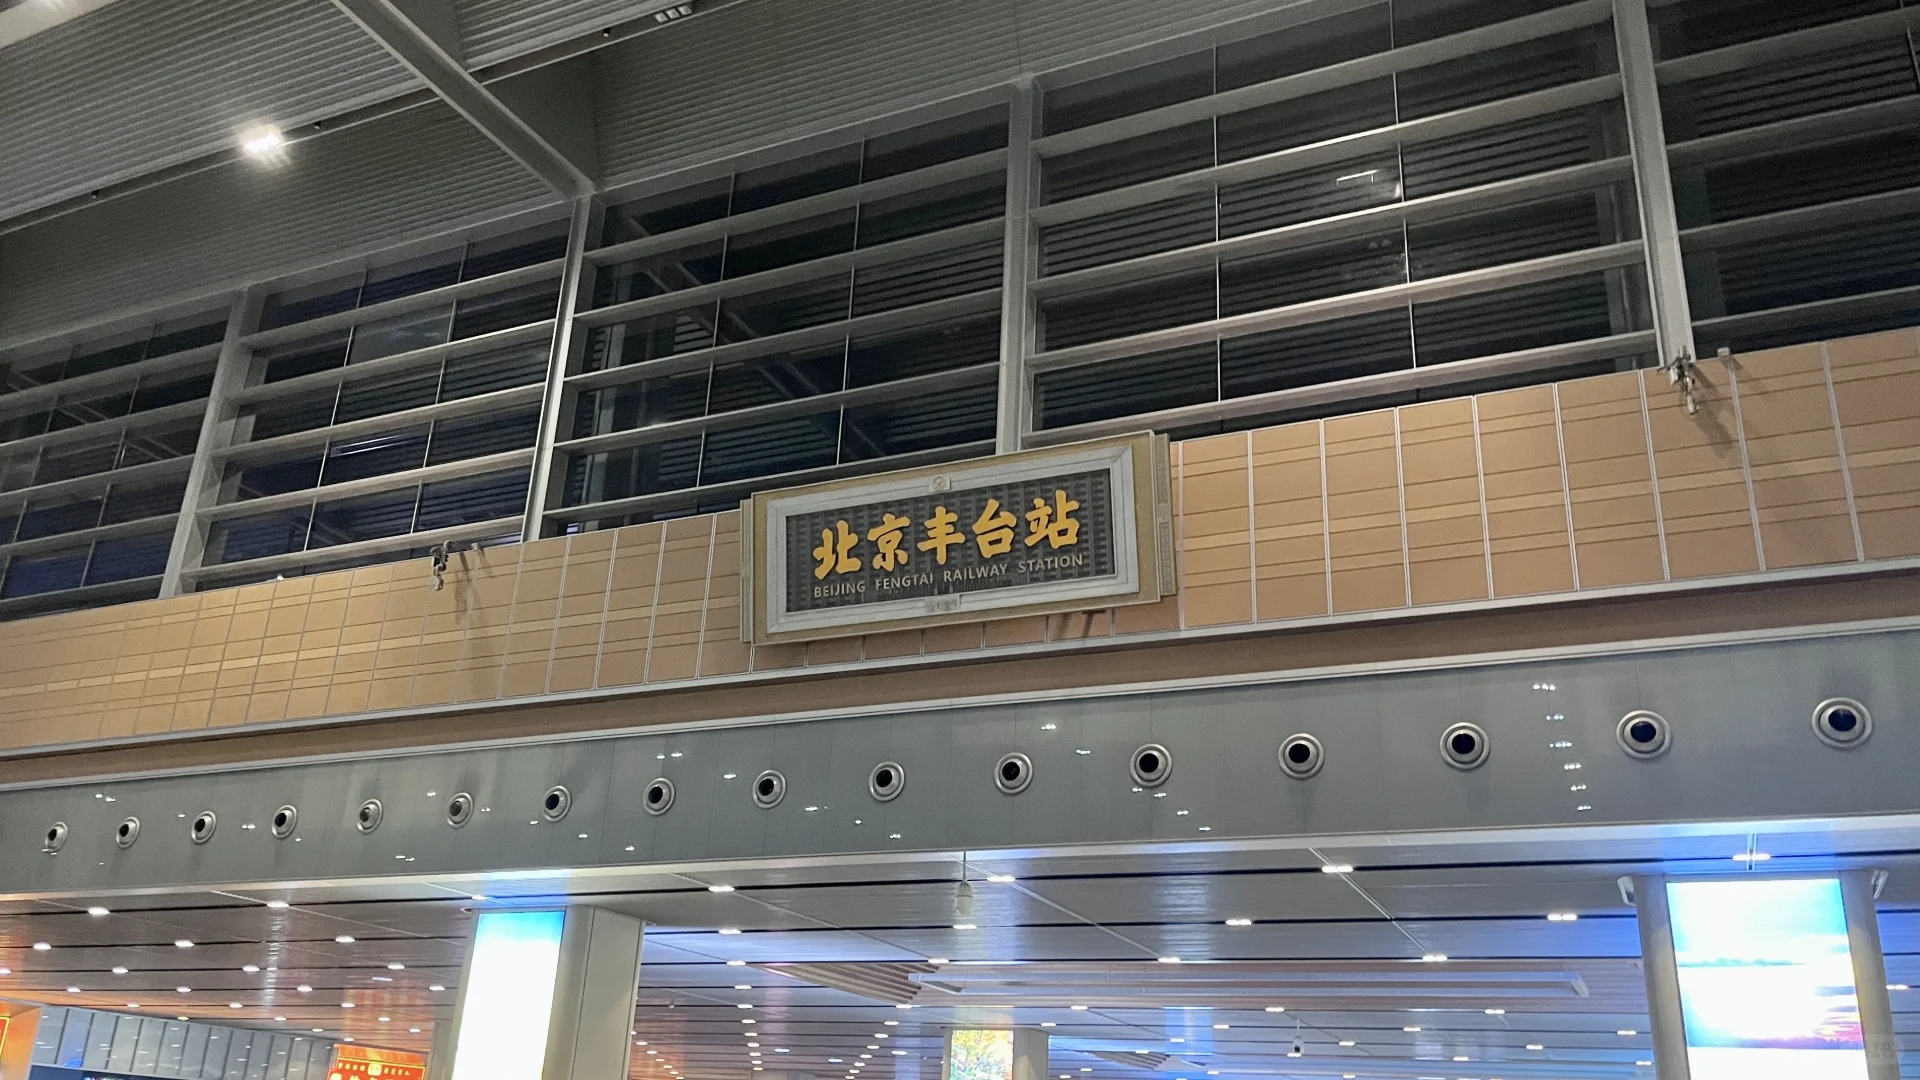 北京丰台站
BEIJING FENGTAI RAILWAY STATION